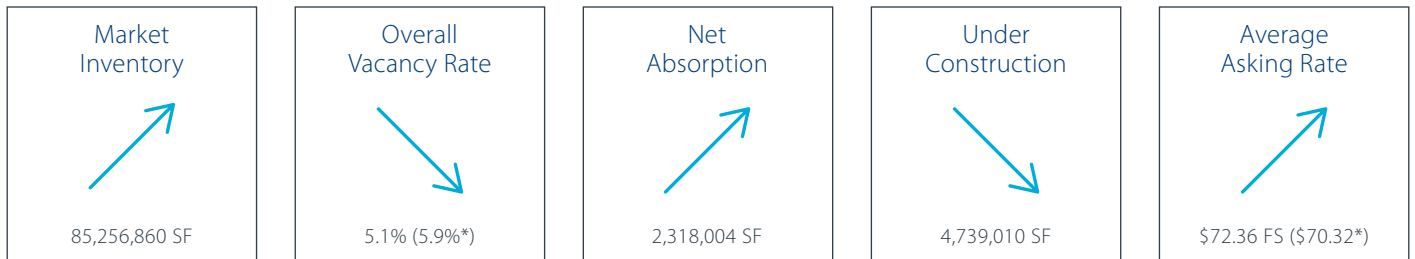 Market
Inventory
85,256,860 SF
Overall
Vacancy Rate
5.1% (5.9%*)
Net
Absorption
2,318,004 SF
Under
Construction
4,739,010 SF
Average
Asking Rate
$72.36 FS ($70.32*)